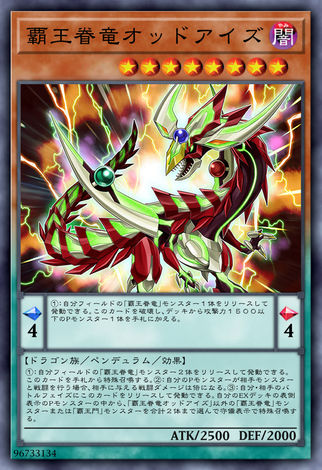 覇王眷竜オッドアイズ
闇
①:自分フィールドの「覇王眷竜」モンスター1体をリリースして
発動できる。このカードを破壊し、デッキから攻撃力1500以
下のPモンスター1体を手札に加える。
4
4
【ドラゴン族/ペンデュラム/効果】
①:自分フィールドの「覇王眷竜」モンスター2体をリリースして発動できる。
このカードを手札から特殊召喚する。②:自分のPモンスターが相手モンスター
と戦闘を行う場合、相手に与える戦闘ダメージは倍になる。③:自分・相手のバ
トルフェイズにこのカードをリリースして発動できる。自分のEXデッキの表側
表示のPモンスターの中から、「覇王眷竜オッドアイズ」以外の「覇王眷竜」モン
スターまたは「覇王門」モンスターを合計2体まで選んで守備表示で特殊召喚す
る。
ATK/2500 DEF/2000
96733134